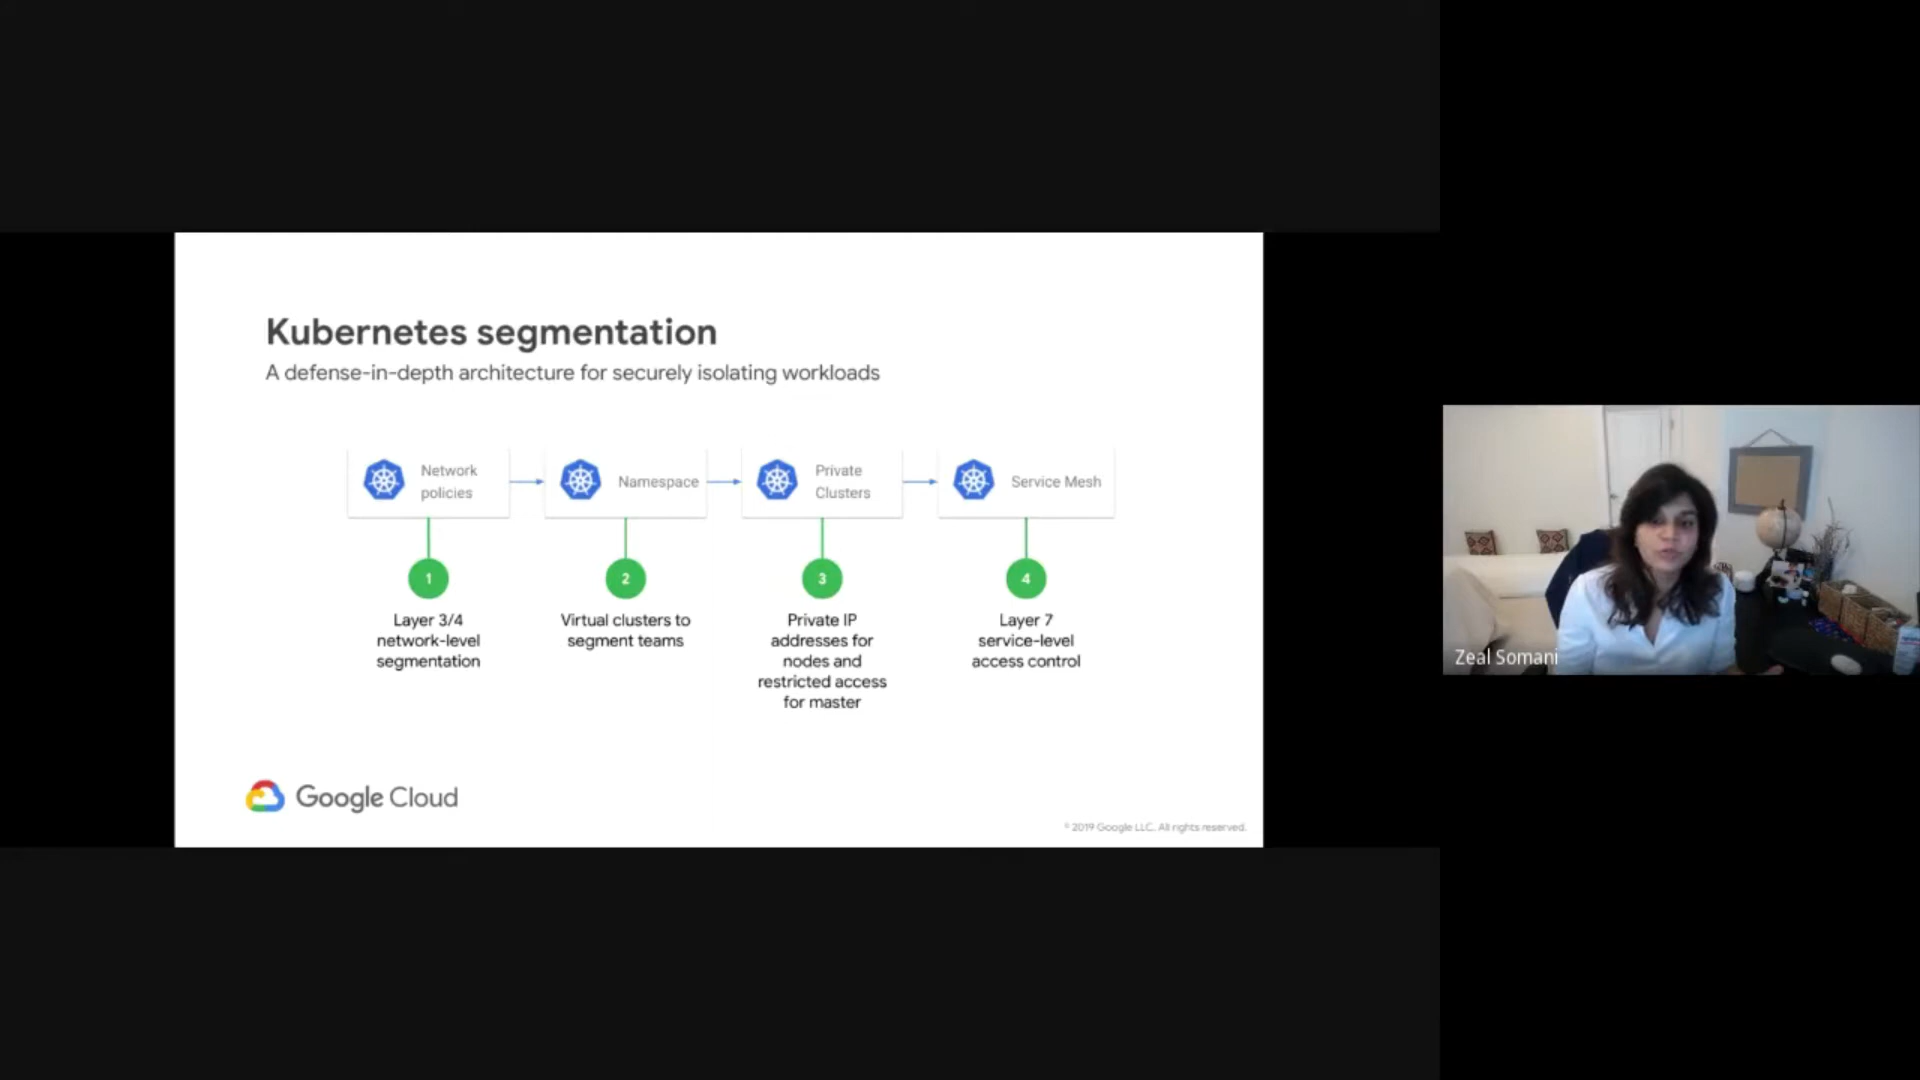 Kubernetes segmentation
A defense-in-depth architecture for securely isolating workloads
Network
policies
Namespace
Private
Clusters
Service Mesh
1
2
3
4
Layer 3/4
network-level
segmentation
Virtual clusters to
segment teams
Private IP
addresses for
nodes and
restricted access
for master
Layer 7
service-level
access control
Google Cloud
© 2019 Google LLC. All rights reserved.
Zeal Somani